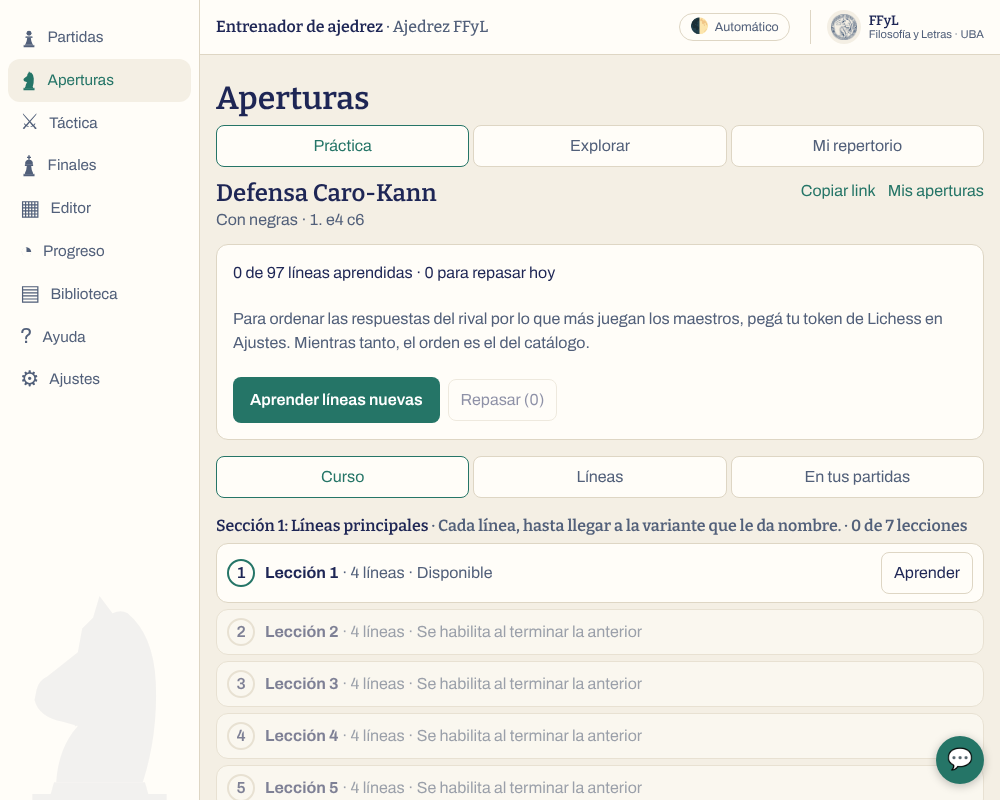 Partidas
Aperturas
Táctica
Finales
Editor
Progreso
Biblioteca
? Ayuda
Ajustes
Entrenador de ajedrez · Ajedrez FFyL
Automático
FFyL
Filosofía y Letras · UBA
Aperturas
Práctica
Explorar
Mi repertorio
Defensa Caro-Kann
Copiar link
Mis aperturas
Con negras · 1. e4 c6
0 de 97 líneas aprendidas · 0 para repasar hoy
Para ordenar las respuestas del rival por lo que más juegan los maestros, pegá tu token de Lichess en
Ajustes. Mientras tanto, el orden es el del catálogo.
Aprender líneas nuevas
Repasar (0)
Curso
Líneas
En tus partidas
Sección 1: Líneas principales · Cada línea, hasta llegar a la variante que le da nombre. · 0 de 7 lecciones
1 Lección 1 · 4 líneas · Disponible
Aprender
2 Lección 2 · 4 líneas · Se habilita al terminar la anterior
3 Lección 3 · 4 líneas · Se habilita al terminar la anterior
4 Lección 4 · 4 líneas · Se habilita al terminar la anterior
5 Lección 5 · 4 líneas · Se habilita al terminar la anterior